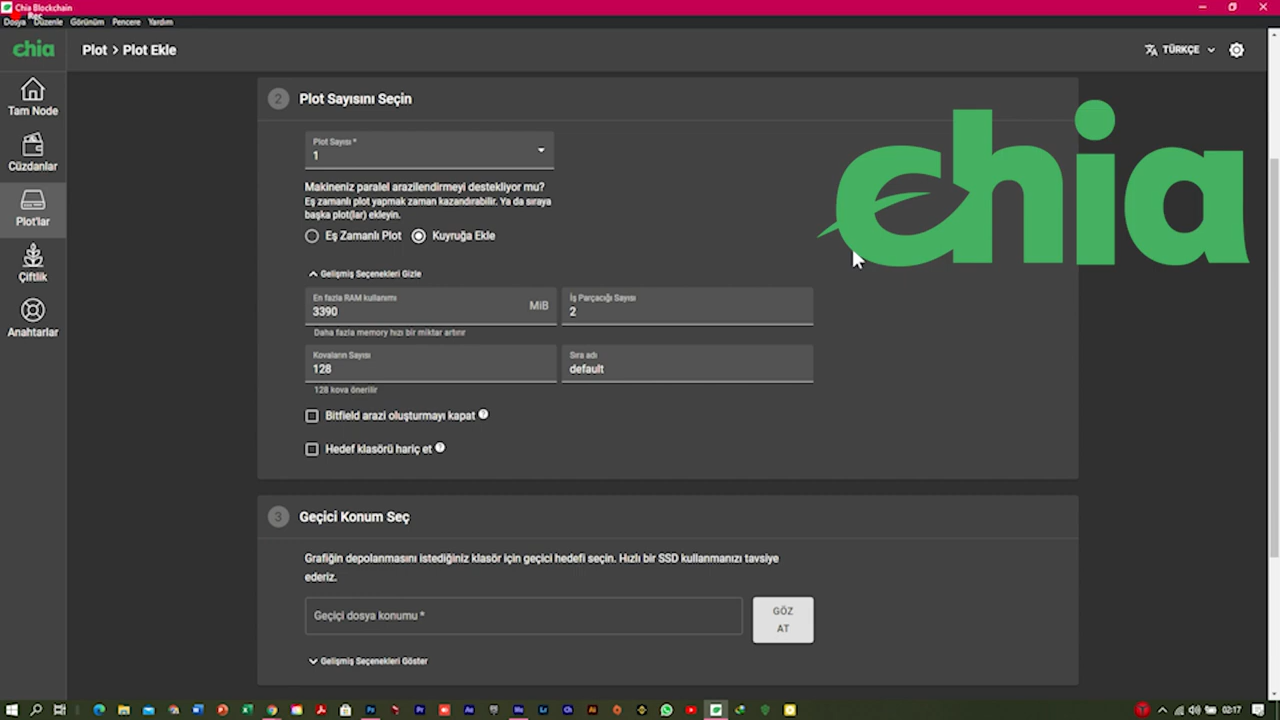 Chia Blockchain
Rec
Dosya Düzenle Görünüm Pencere Yardım
chia
Plot > Plot Ekle
TÜRKÇE
Tam Node
Cüzdanlar
Plot'lar
Çiftlik
Anahtarlar
2 Plot Sayısını Seçin
chia
Plot Sayısı *
1
Makineniz paralel arazilendirmeyi destekliyor mu?
Eş zamanlı plot yapmak zaman kazandırabilir. Ya da sıraya
başka plot(lar) ekleyin.
Eş Zamanlı Plot Kuyruğa Ekle
Gelişmiş Seçenekleri Gizle
En fazla RAM kullanımı
3390 MiB
Daha fazla memory hızı bir miktar artırır
İş Parçacığı Sayısı
2
Kovaların Sayısı
128
128 kova önerilir
Sıra adı
default
Bitfield arazi oluşturmayı kapat
Hedef klasörü hariç et
3 Geçici Konum Seç
Grafiğin depolanmasını istediğiniz klasör için geçici hedefi seçin. Hızlı bir SSD kullanmanızı tavsiye
ederiz.
Geçiçi dosya konumu *
GÖZ
AT
Gelişmiş Seçenekleri Göster
02:17